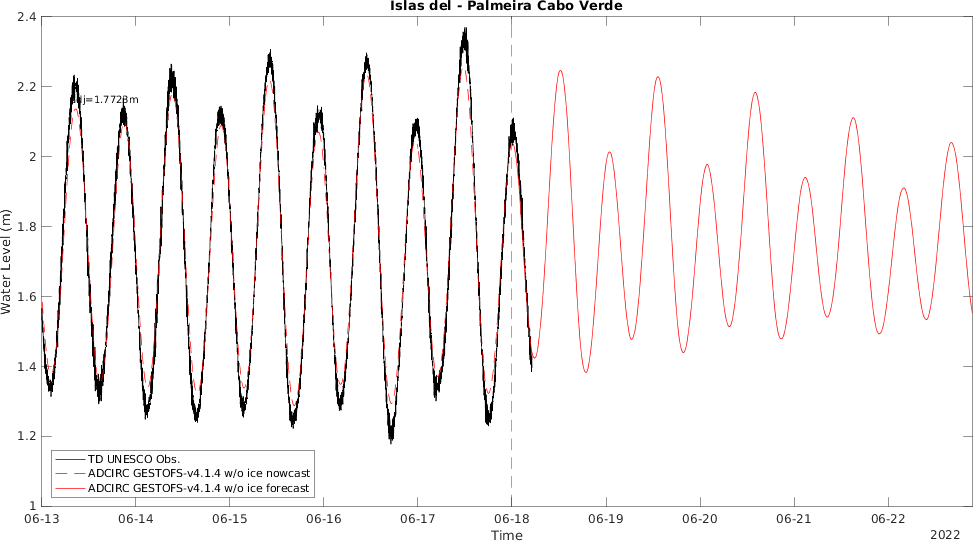 Islas del - Palmeira Cabo Verde
2.4
2.2
2
1.8
1.6
1.4
1.2
1
Water Level (m)
adj=1.7723m
TD UNESCO Obs.
ADCIRC GESTOFS-v4.1.4 w/o ice nowcast
ADCIRC GESTOFS-v4.1.4 w/o ice forecast
06-13 06-14 06-15 06-16 06-17 06-18 06-19 06-20 06-21 06-22
Time
2022